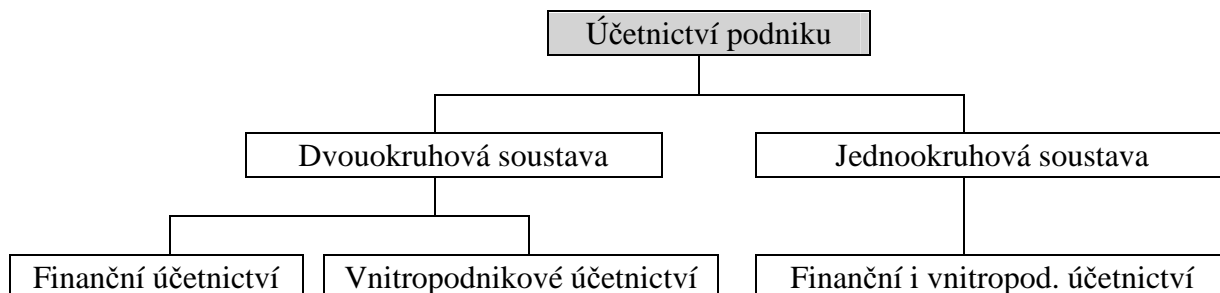 Účetnictví podniku
Dvouokruhová soustava
Jednookruhová soustava
Finanční účetnictví
Vnitropodnikové účetnictví
Finanční i vnitropod. účetnictví